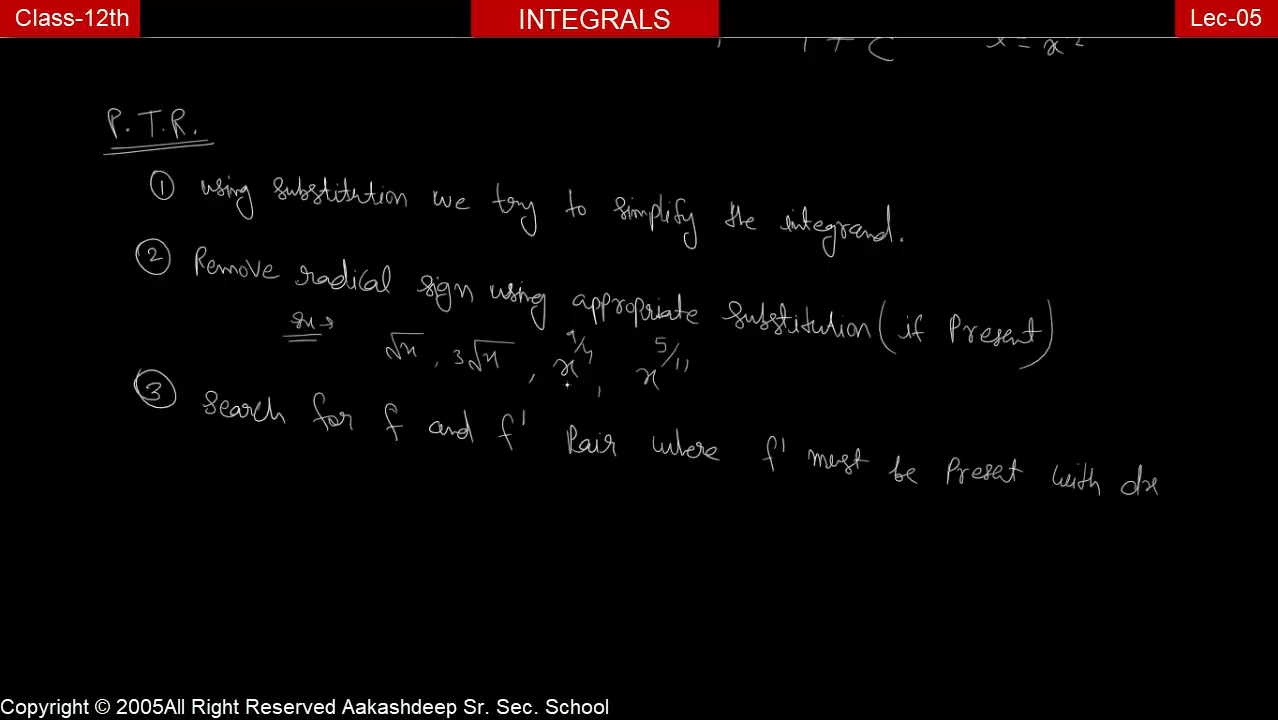 Class-12th INTEGRALS Lec-05
+ C
P.T.R.
① using substitution we try to simplify the integrand.
② Remove radical sign using appropriate substitution (if Present)
√x, 3√x, x^9/4, x^5/11
③ Search for f and f' Pair where f' must be Present with dx
Copyright © 2005All Right Reserved Aakashdeep Sr. Sec. School